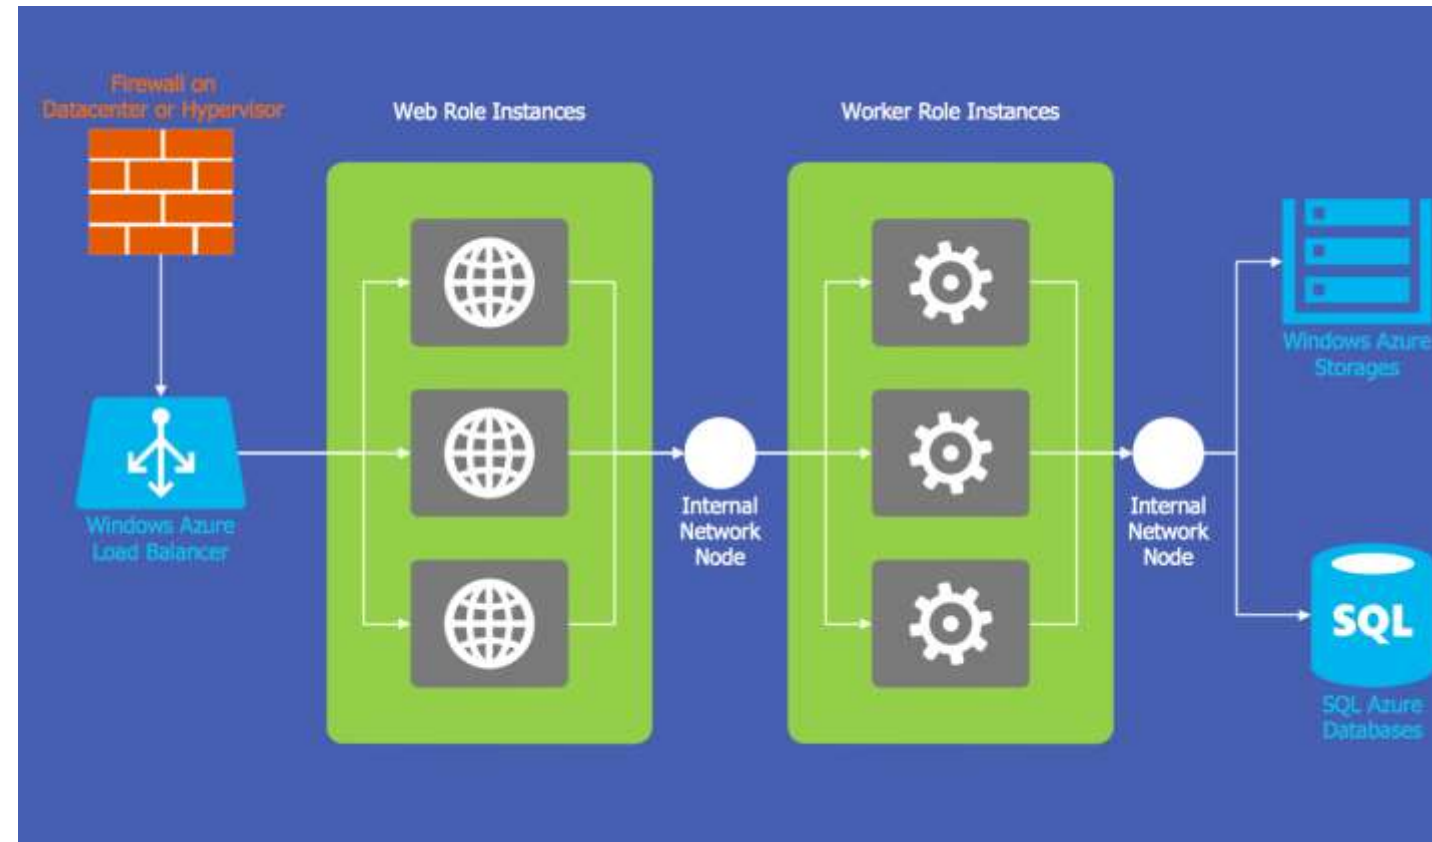 Firewall on
Datacenter or Hypervisor
Web Role Instances
Worker Role Instances
Windows Azure
Storages
Windows Azure
Load Balancer
Internal
Network
Node
Internal
Network
Node
SQL
SQL Azure
Databases